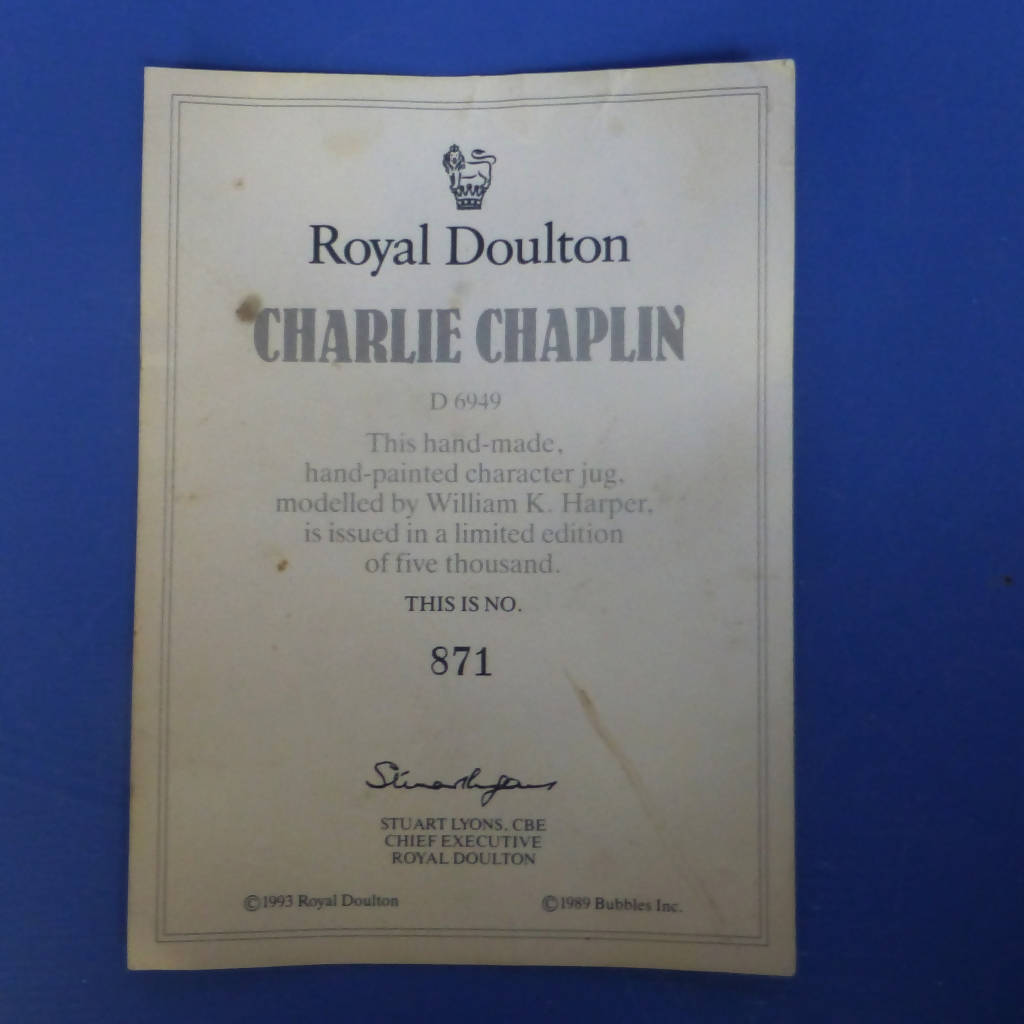 Royal Doulton
CHARLIE CHAPLIN
D 6949
This hand-made,
hand-painted character jug,
modelled by William K. Harper,
is issued in a limited edition
of five thousand.
THIS IS NO.
871
Stuart Lyons
STUART LYONS, CBE
CHIEF EXECUTIVE
ROYAL DOULTON
©1993 Royal Doulton
©1989 Bubbles Inc.